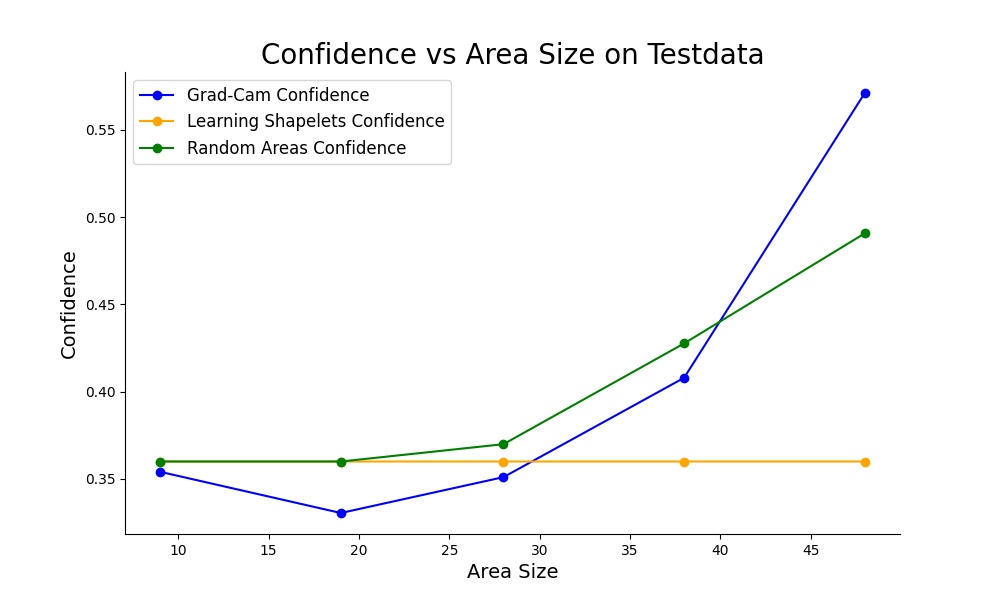 Confidence vs Area Size on Testdata
Grad-Cam Confidence
Learning Shapelets Confidence
Random Areas Confidence
0.55
0.50
0.45
0.40
0.35
Confidence
10 15 20 25 30 35 40 45
Area Size